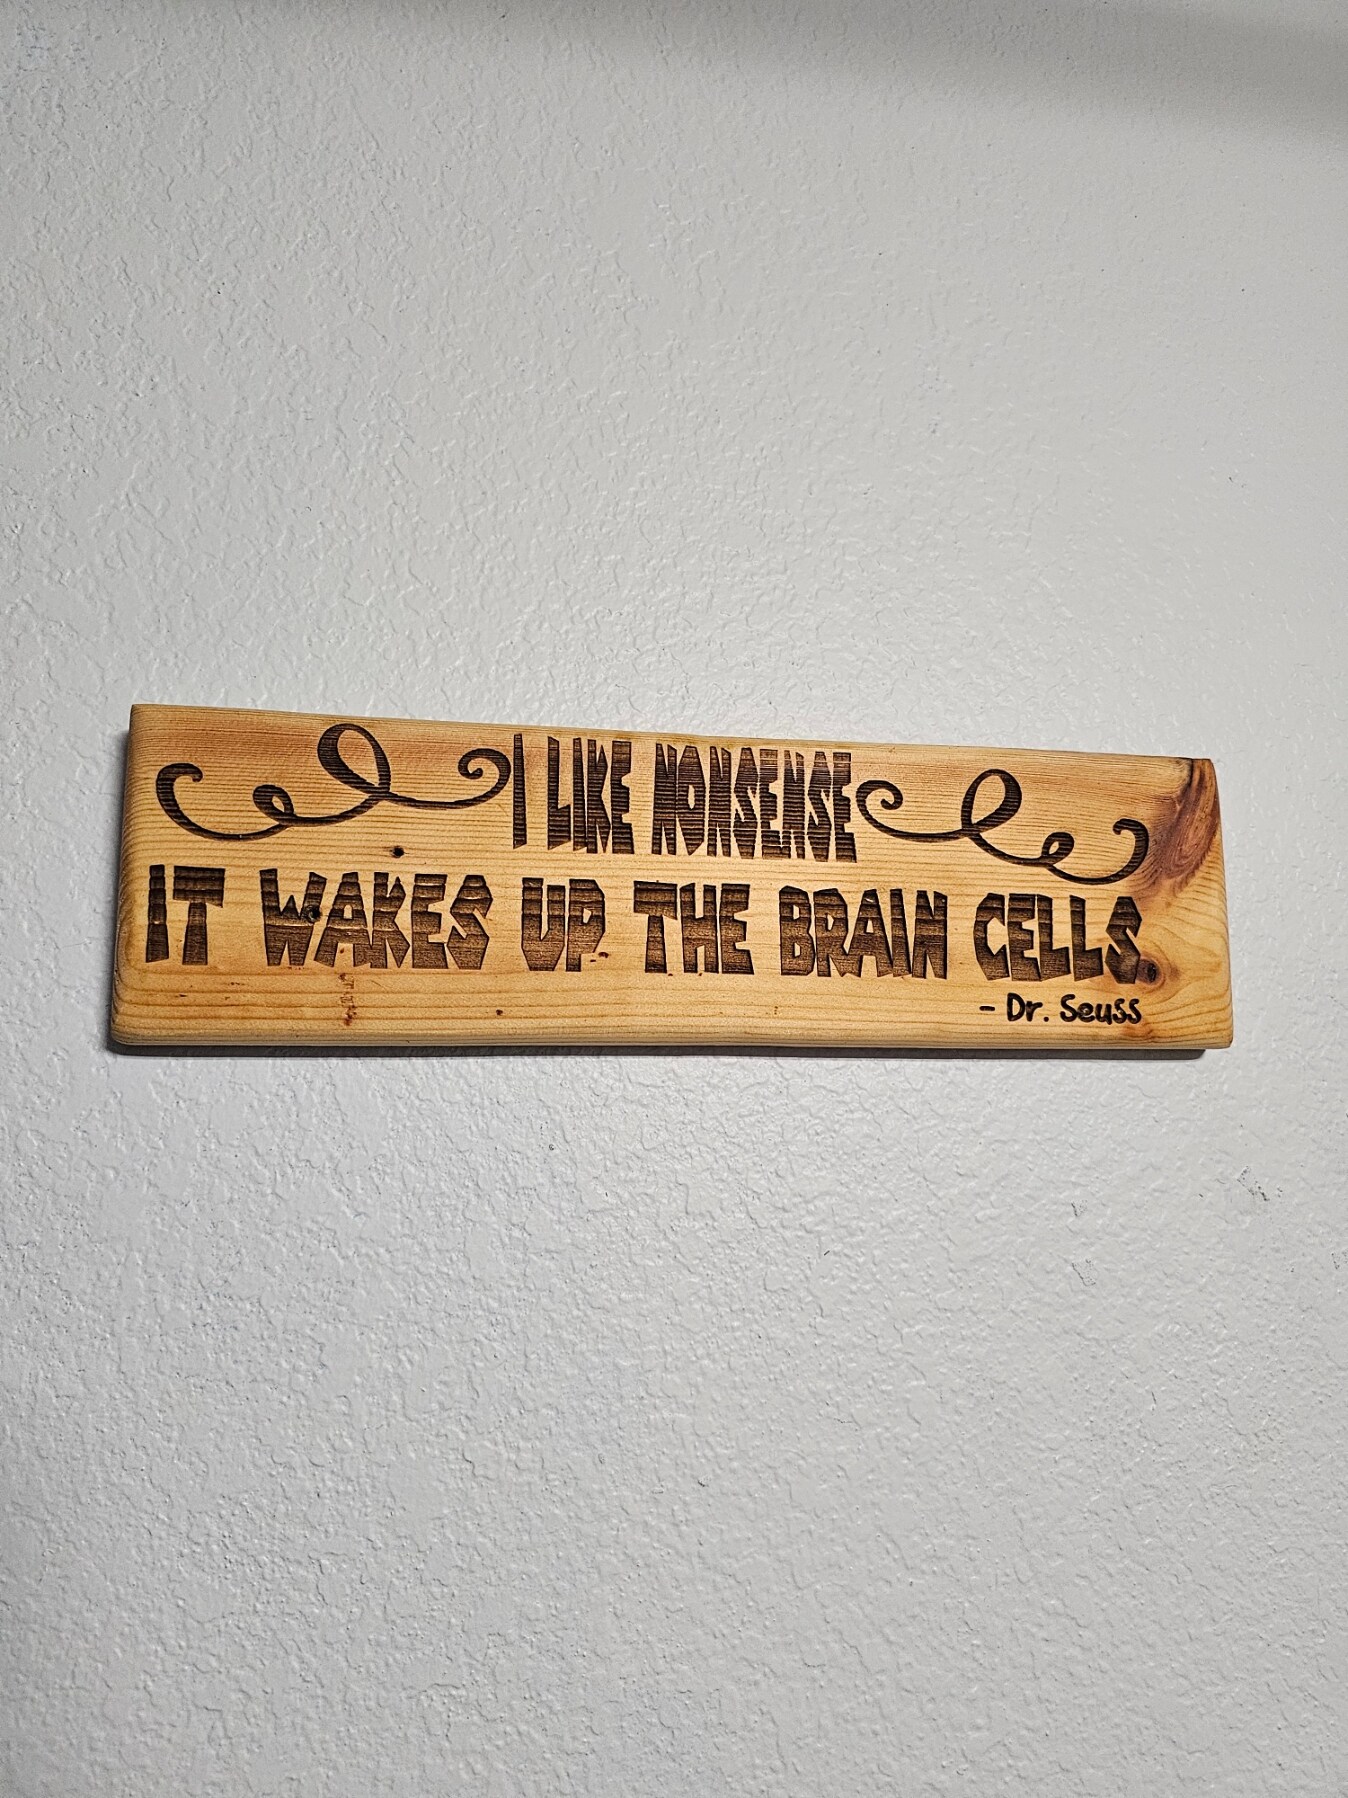 I LIKE NONSENSE
IT WAKES UP THE BRAIN CELLS
- Dr. Seuss